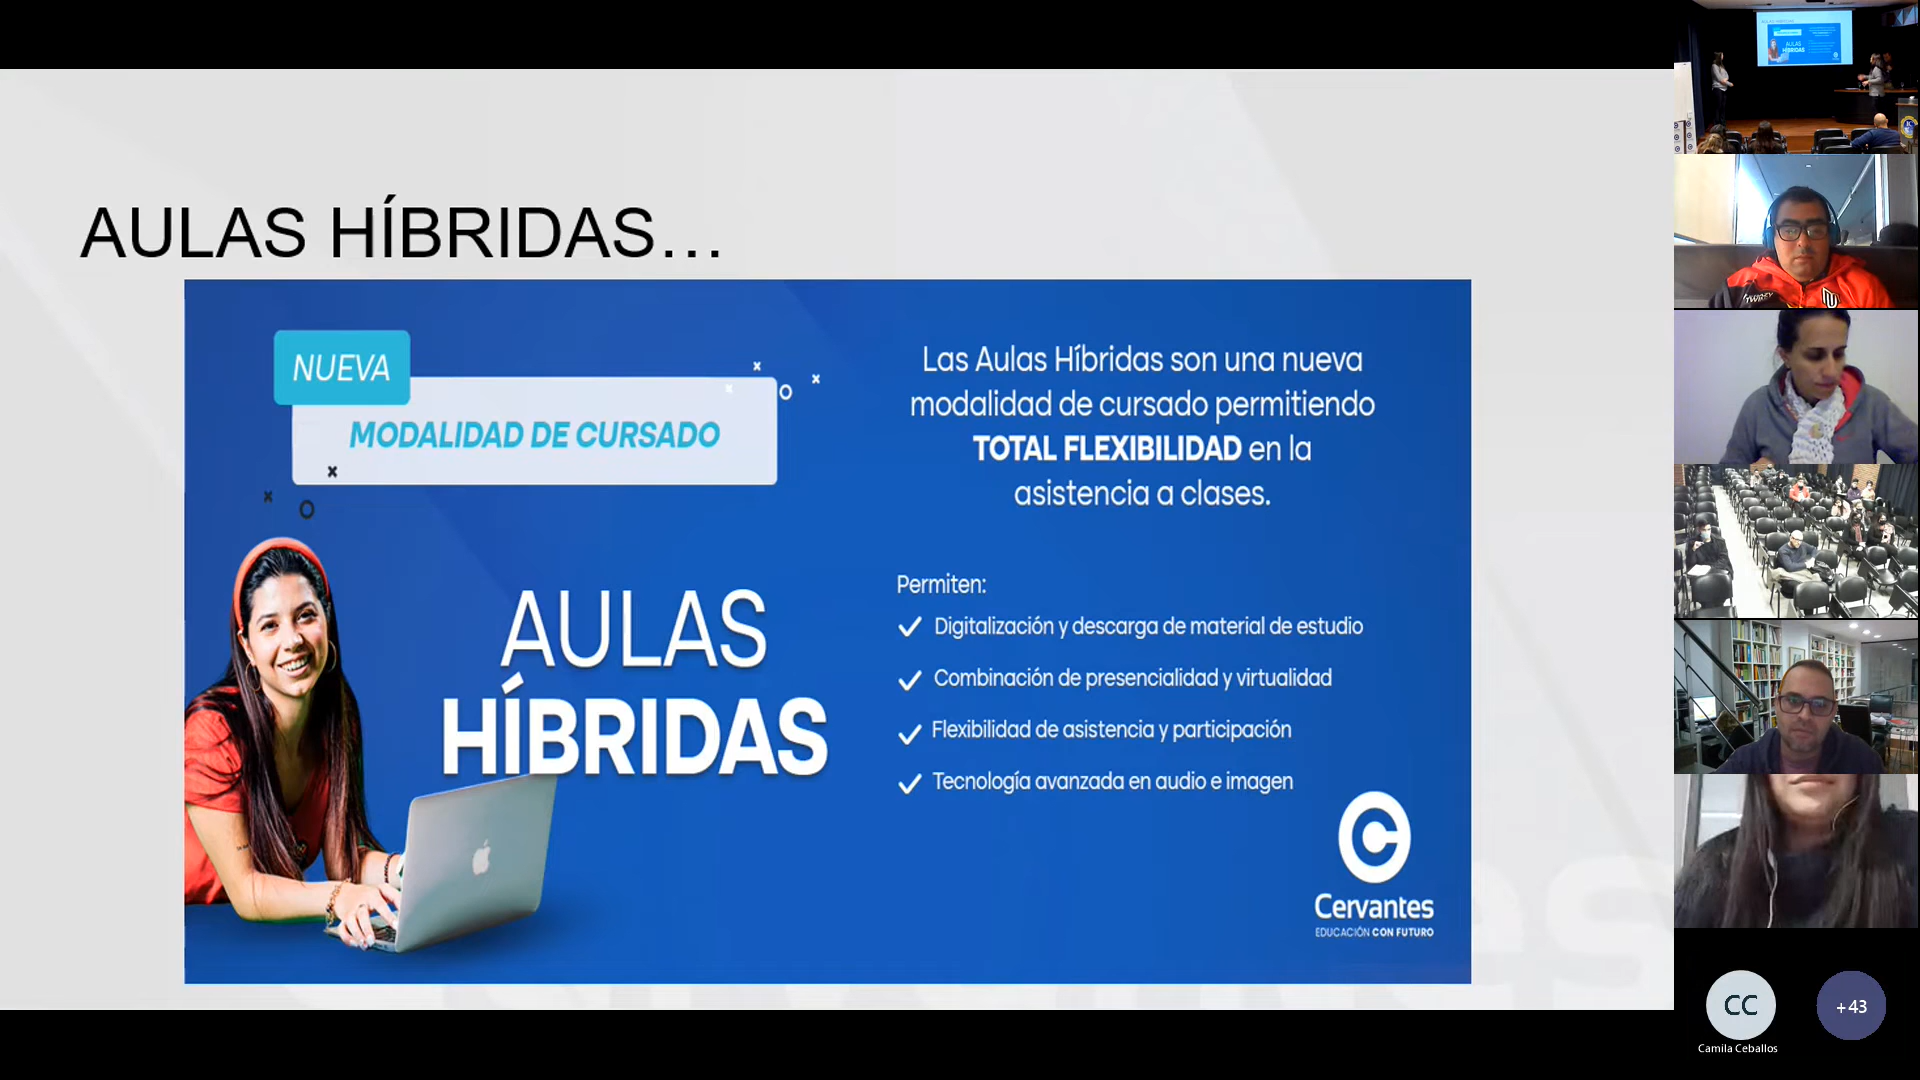 AULAS HÍBRIDAS...
NUEVA
MODALIDAD DE CURSADO
AULAS
HÍBRIDAS
Las Aulas Híbridas son una nueva
modalidad de cursado permitiendo
TOTAL FLEXIBILIDAD en la
asistencia a clases.
Permiten:
Digitalización y descarga de material de estudio
Combinación de presencialidad y virtualidad
Flexibilidad de asistencia y participación
Tecnología avanzada en audio e imagen
C
Cervantes
EDUCACIÓN CON FUTURO
CC
Camila Ceballos
+43